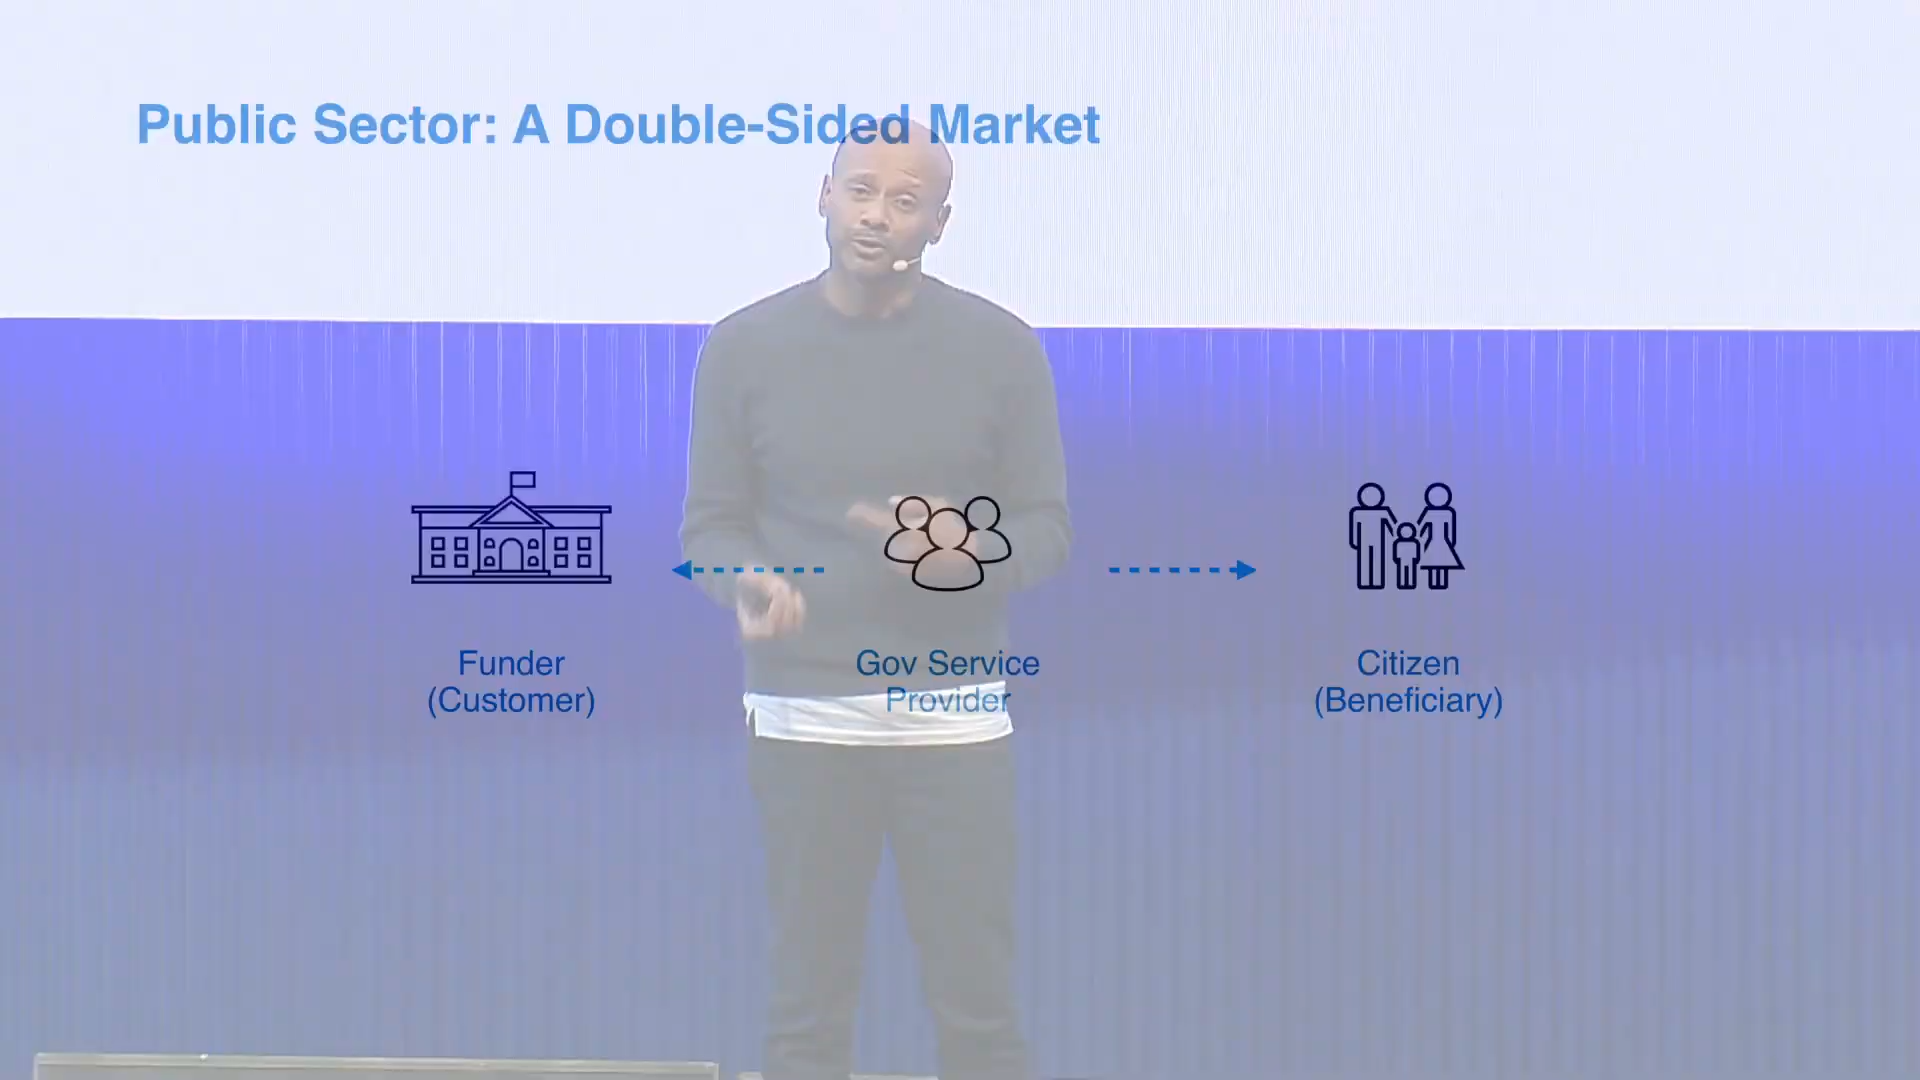 Public Sector: A Double-Sided Market
Funder
(Customer)
Gov Service
Provider
Citizen
(Beneficiary)